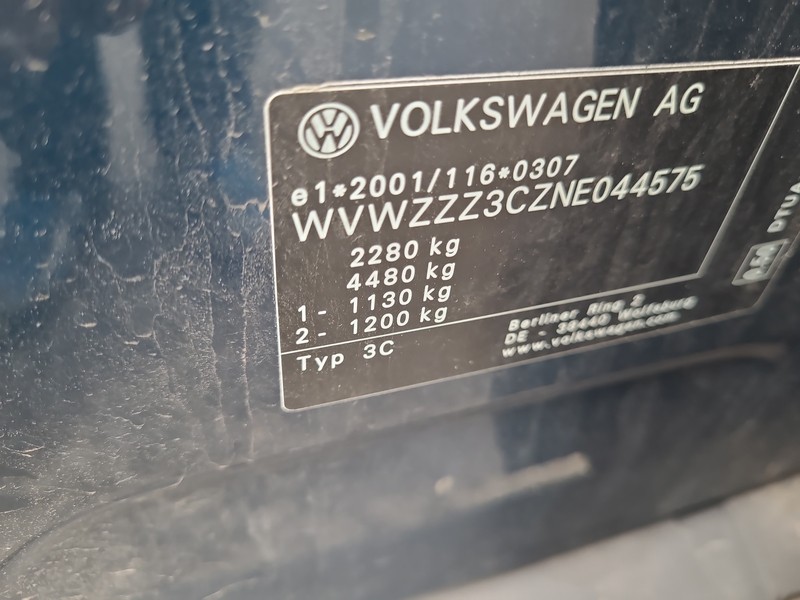 VOLKSWAGEN AG
e1*2001/116*0307
WVWZZZ3CZNE044575
2280 kg
4480 kg
1 - 1130 kg
2 - 1200 kg
Typ 3C
Berliner Ring 2
DE - 38440 Wolfsburg
www.volkswagen.com
DTUA